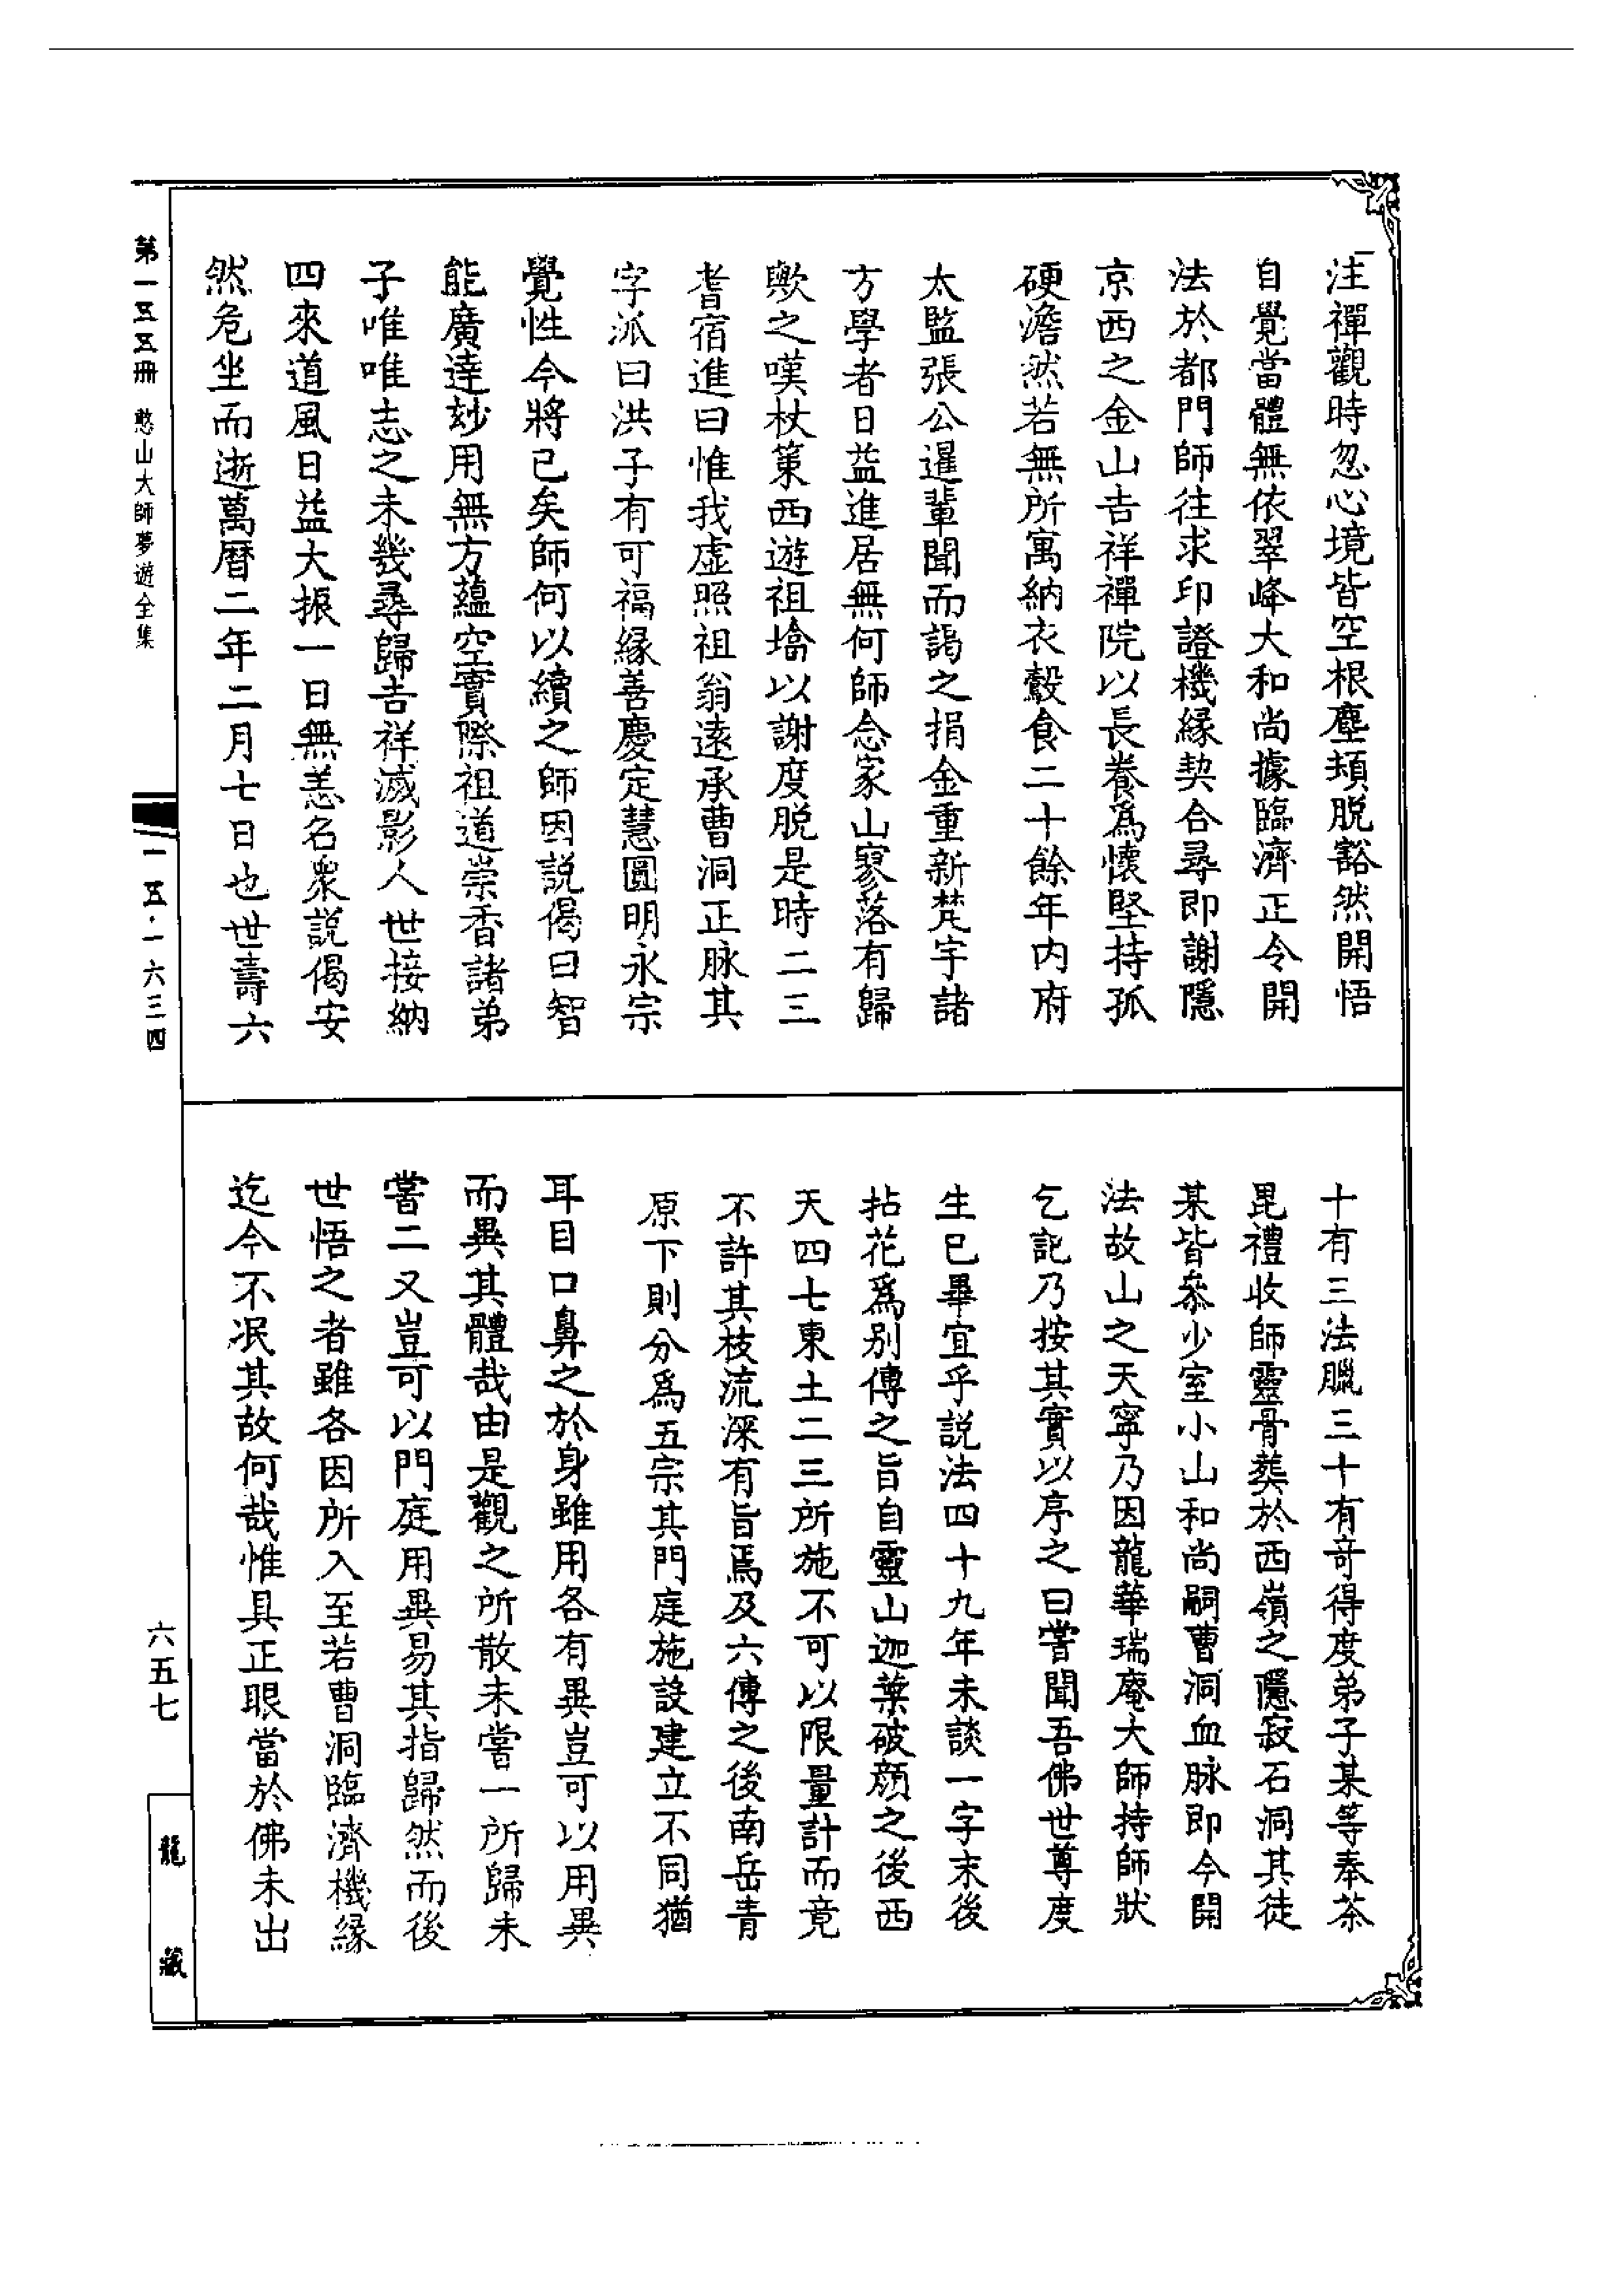 注禪觀時忽心境皆空根塵頓脫豁然開悟
自覺當體無依翠峰大和尚據臨濟正令開
法於都門師往求印證機緣契合尋即謝隱
京西之金山吉祥禪院以長養爲懷堅持孤
硬澹然若無所寓納衣縠食二十餘年内府
太監張公暹輩聞而謁之捐金重新梵宇諸
方學者日益進居無何師念家山寥落有歸
歟之嘆杖策西遊祖墖以謝度脫是時二三
耆宿進曰惟我虛照祖翁遠承曹洞正脉其
字派曰洪子有可福緣善慶定慧圓明永宗
覺性今將已矣師何以續之師因說偈曰智
能廣達玅用無方蘊空實際祖道崇香諸弟
子唯唯志之未幾尋歸吉祥滅影人世接納
四來道風日益大振一日無恙名衆說偈安
然危坐而逝萬曆二年二月七日也世壽六
十有三法臘三十有奇得度弟子某等奉茶
毘禮收師靈骨葬於西嶺之隱寂石洞其徒
某皆叅少室小山和尚嗣曹洞血脉即今開
法故山之天寧乃因龍華瑞庵大師持師狀
乞記乃按其實以序之曰嘗聞吾佛世尊度
生已畢宜乎説法四十九年未談一字末後
拈花爲别傳之旨自靈山迦葉破顔之後西
天四七東土二三所施不可以限量計而竟
不許其枝流深有旨焉及六傳之後南岳青
原下則分為五宗其門庭施設建立不同猶
耳目口鼻之於身雖用各有異豈可以用異
而異其體哉由是觀之所散未嘗一所歸未
嘗二又豈可以門庭用異易其指歸然而後
世悟之者雖各因所入至若曹洞臨濟機緣
迄今不泯其故何哉惟具正眼當於佛未出
第一五五冊 憨山大師夢遊全集
一五五·一六三四
六五七
龍藏